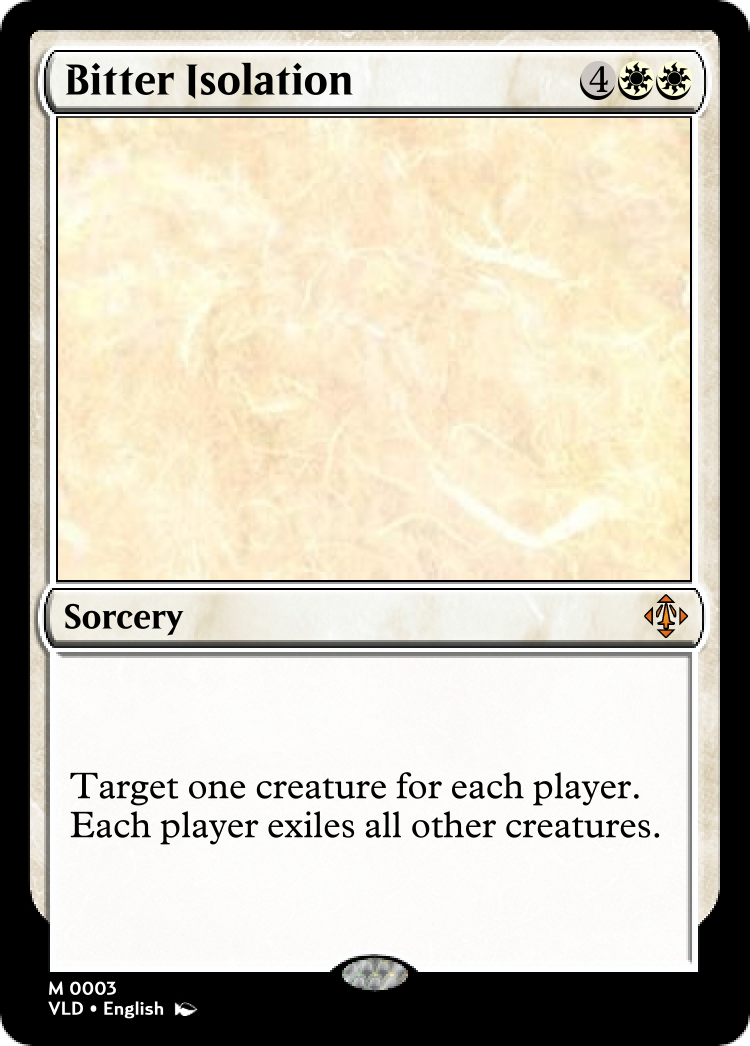 Bitter Isolation 4
Sorcery
Target one creature for each player.
Each player exiles all other creatures.
M 0003
VLD • English